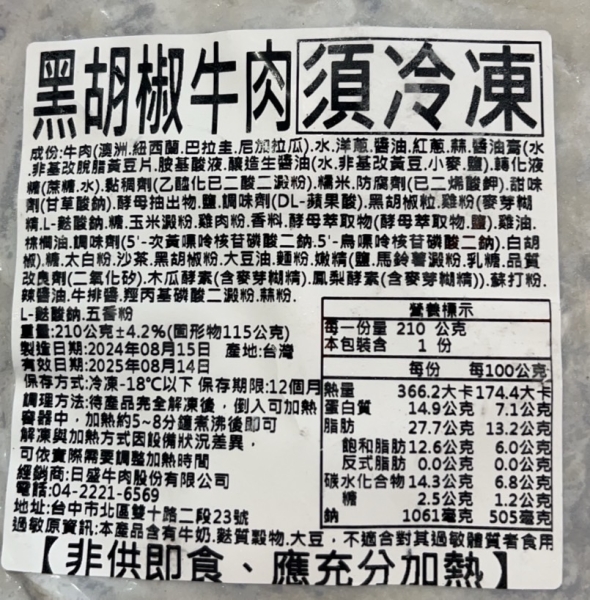 黑胡椒牛肉須冷凍
成份:牛肉(澳洲.紐西蘭.巴拉圭.尼加拉瓜).水.洋蔥.醬油.紅蔥.蒜.醬油膏(水
.非基改脫脂黃豆片.胺基酸液.釀造生醬油(水.非基改黃豆.小麥.鹽).轉化液
糖(蔗糖.水).黏稠劑(乙醯化已二酸二澱粉).糯米.防腐劑(已二烯酸鉀).甜味
劑(甘草酸鈉).酵母抽出物.鹽.調味劑(DL-蘋果酸).黑胡椒粒.雞粉(麥芽糊
精.L-麩酸鈉.糖.玉米澱粉.雞肉粉.香料.酵母萃取物(酵母萃取物.鹽).雞油.
棕櫚油.調味劑(5'-次黃嘌呤核苷磷酸二鈉.5'-鳥嘌呤核苷磷酸二鈉).白胡
椒).糖.太白粉.沙茶.黑胡椒粉.大豆油.麵粉.嫩精(鹽.馬鈴薯澱粉.乳糖.品質
改良劑(二氧化矽).木瓜酵素(含麥芽糊精).鳳梨酵素(含麥芽糊精)).蘇打粉.
辣醬油.牛排醬.羥丙基磷酸二澱粉.蒜粉.
L-麩酸鈉.五香粉
重量:210公克±4.2%(固形物115公克)
製造日期:2024年08月15日 產地:台灣
有效日期:2025年08月14日
保存方式:冷凍-18℃以下 保存期限:12個月
調理方法:待產品完全解凍後，倒入可加熱
容器中，加熱約5~8分鐘煮沸後即可
解凍與加熱方式因設備狀況差異，
可依實際需要調整加熱時間
經銷商:日盛牛肉股份有限公司
電話:04-2221-6569
地址:台中市北區雙十路二段23號
營養標示
每一份量 210 公克
本包裝含 1 份
每份 每100公克
熱量 366.2大卡 174.4大卡
蛋白質 14.9公克 7.1公克
脂肪 27.7公克 13.2公克
飽和脂肪 12.6公克 6.0公克
反式脂肪 0.0公克 0.0公克
碳水化合物 14.3公克 6.8公克
糖 2.5公克 1.2公克
鈉 1061毫克 505毫克
過敏原資訊:本產品含有牛奶.麩質穀物.大豆，不適合對其過敏體質者食用
【非供即食、應充分加熱】